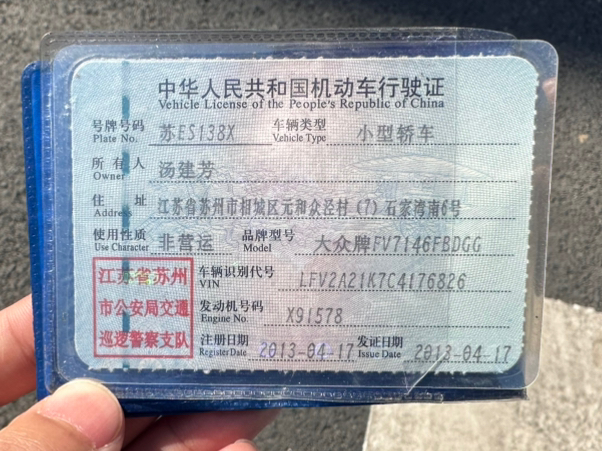 中华人民共和国机动车行驶证
Vehicle License of the People's Republic of China
号牌号码 苏ES138X 车辆类型 小型轿车
Plate No. Vehicle Type
所有人 汤建芳
Owner
住址 江苏省苏州市相城区元和众泾村(7)石家湾南6号
Address
使用性质 非营运 品牌型号 大众牌FV7146FBDGG
Use Character Model
江苏省苏州
市公安局交通
巡逻警察支队
车辆识别代号 LFV2A21K7C4176826
VIN
发动机号码 X91578
Engine No.
注册日期 2013-04-17 发证日期 2013-04-17
Register Date Issue Date